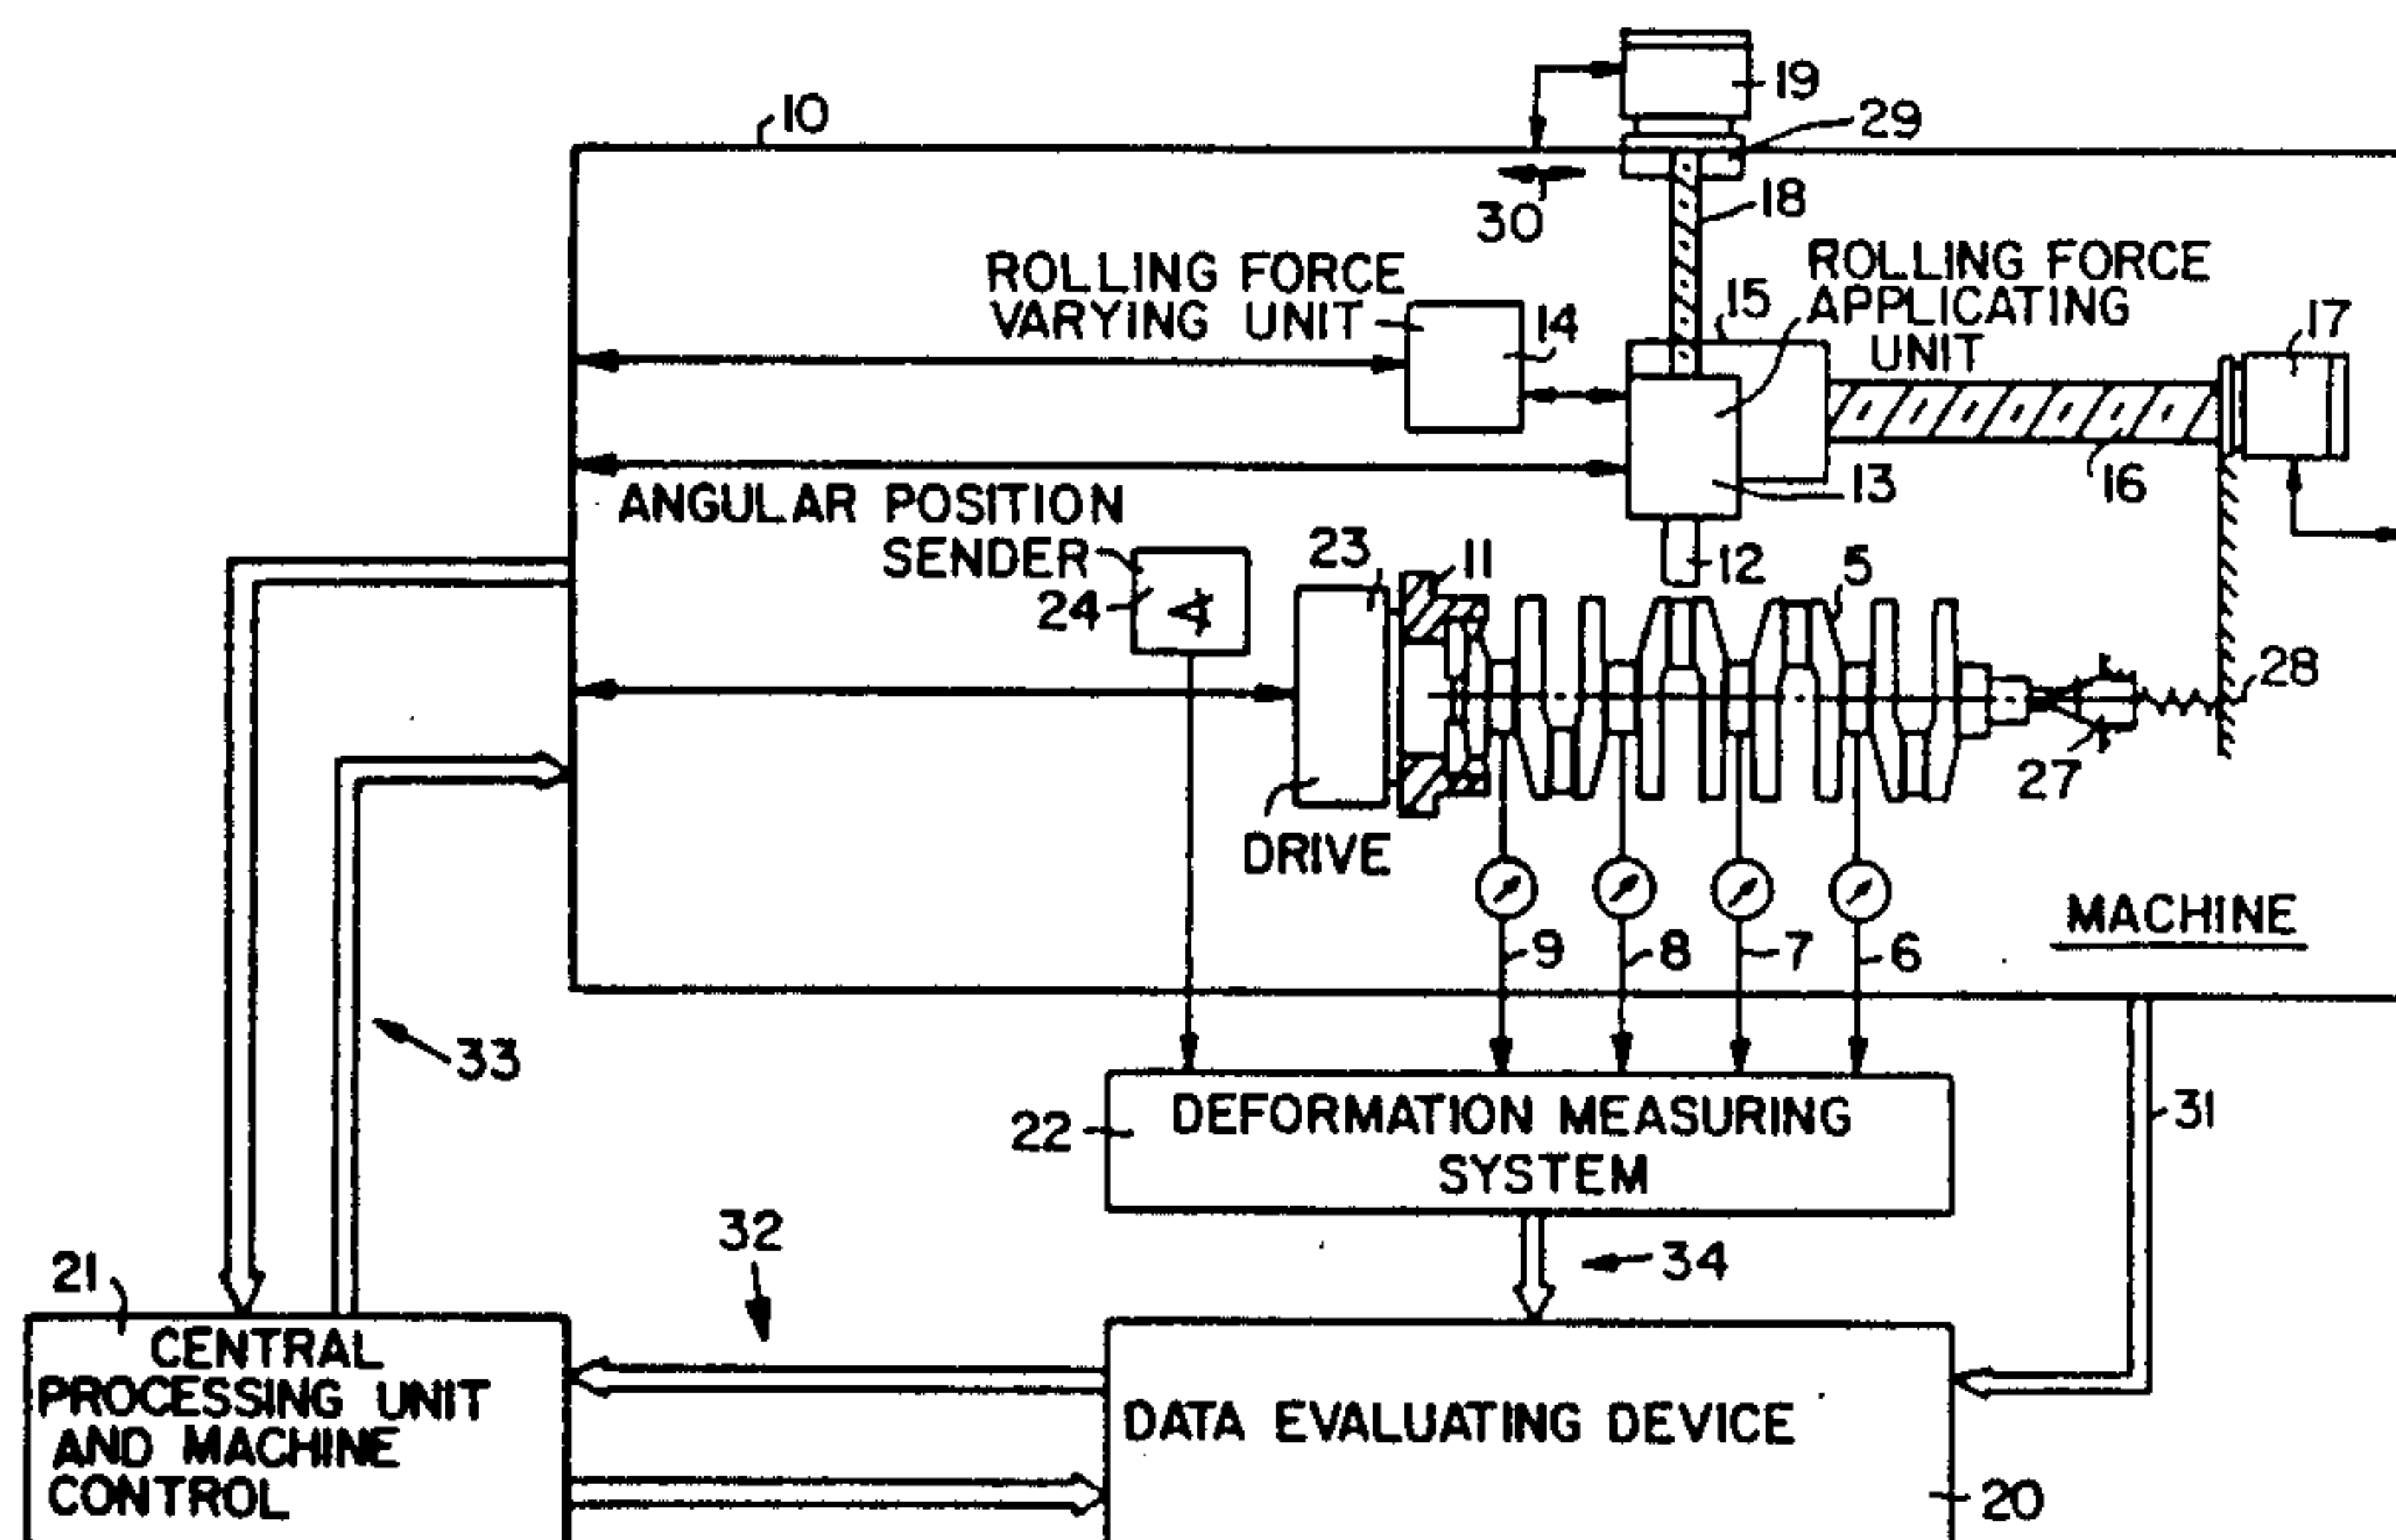 19
10
29
30
18
ROLLING FORCE
VARYING UNIT
14
15
ROLLING FORCE
APPLICATING
UNIT
17
13
16
ANGULAR POSITION
SENDER
24
23
11
12
5
28
27
DRIVE
9
8
7
6
MACHINE
33
22
DEFORMATION MEASURING
SYSTEM
31
32
34
21
CENTRAL
PROCESSING UNIT
AND MACHINE
CONTROL
DATA EVALUATING DEVICE
20